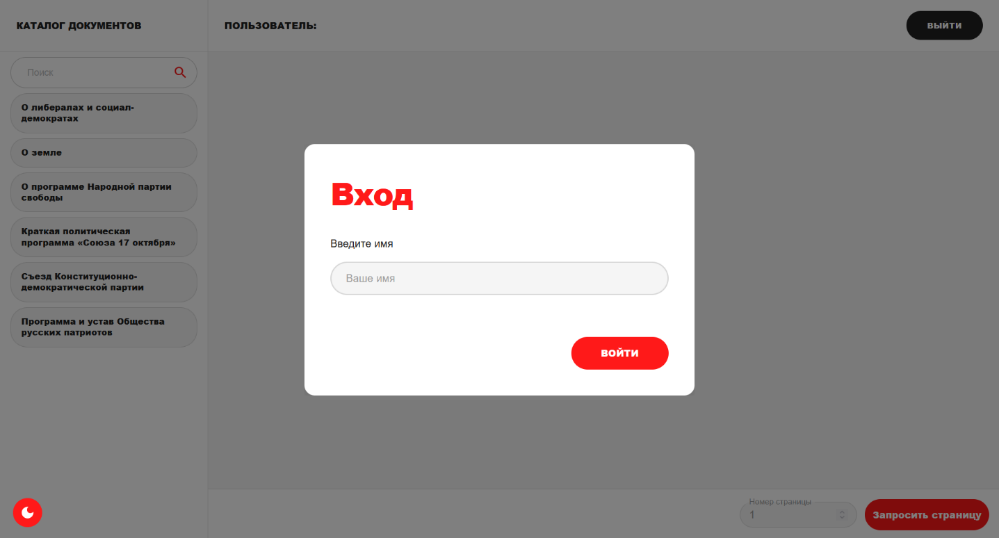 КАТАЛОГ ДОКУМЕНТОВ
ПОЛЬЗОВАТЕЛЬ:
ВЫЙТИ
Поиск
О либералах и социал-
демократах
О земле
О программе Народной партии
свободы
Краткая политическая
программа «Союза 17 октября»
Съезд Конституционно-
демократической партии
Программа и устав Общества
русских патриотов
Вход
Введите имя
Ваше имя
ВОЙТИ
Номер страницы
1
Запросить страницу